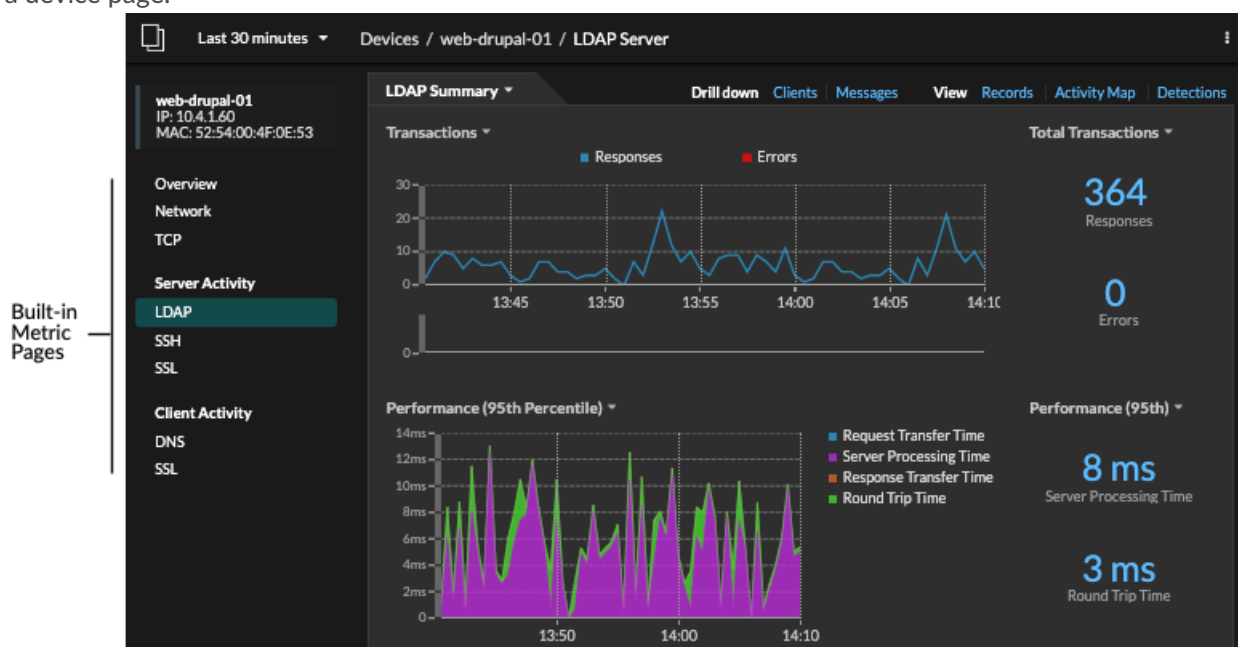 a device page.
Last 30 minutes
Devices / web-drupal-01 / LDAP Server
web-drupal-01
IP: 10.4.1.60
MAC: 52:54:00:4F:0E:53
Overview
Network
TCP
Server Activity
LDAP
SSH
SSL
Client Activity
DNS
SSL
Built-in
Metric
Pages
LDAP Summary
Drill down Clients Messages View Records Activity Map Detections
Transactions
Responses Errors
30
20
10
0
13:45 13:50 13:55 14:00 14:05 14:10
0
Total Transactions
364
Responses
0
Errors
Performance (95th Percentile)
14ms
12ms
10ms
8ms
6ms
4ms
2ms
0
13:50 14:00 14:10
Request Transfer Time
Server Processing Time
Response Transfer Time
Round Trip Time
Performance (95th)
8 ms
Server Processing Time
3 ms
Round Trip Time